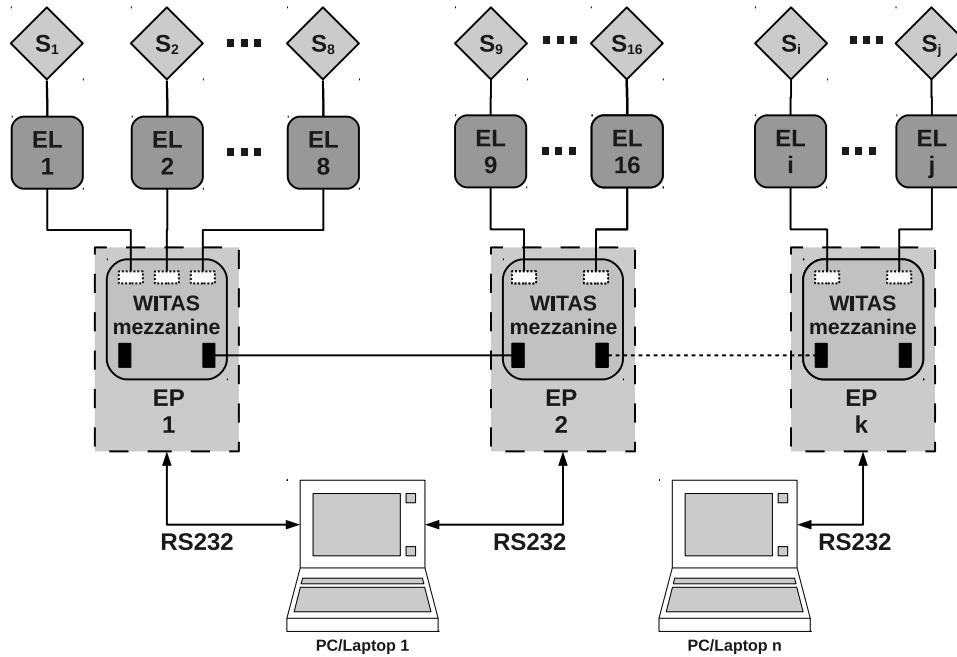 S1 S2 S8 S9 S16 Si Sj
EL EL EL EL EL EL EL
1 2 8 9 16 i j
WITAS WITAS WITAS
mezzanine mezzanine mezzanine
EP EP EP
1 2 k
RS232 RS232 RS232
PC/Laptop 1 PC/Laptop n